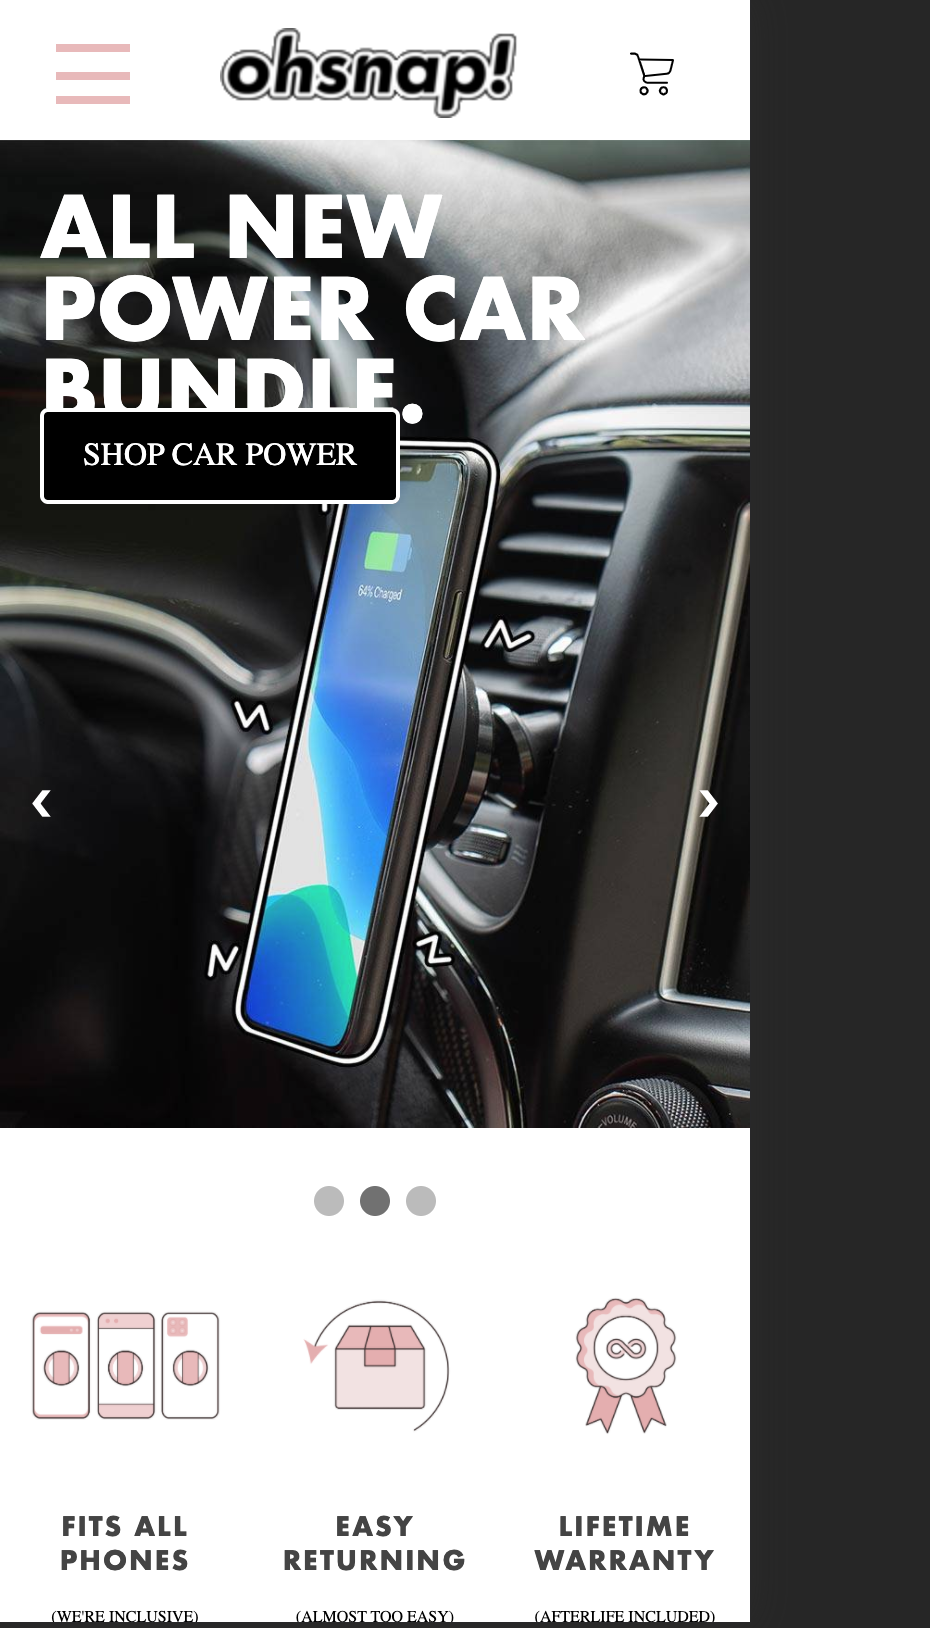 ohsnap!
ALL NEW
POWER CAR
BUNDLE.
SHOP CAR POWER
64% Charged
VOLUME
FITS ALL
PHONES
EASY
RETURNING
LIFETIME
WARRANTY
(WE'RE INCLUSIVE)
(ALMOST TOO EASY)
(AFTERLIFE INCLUDED)